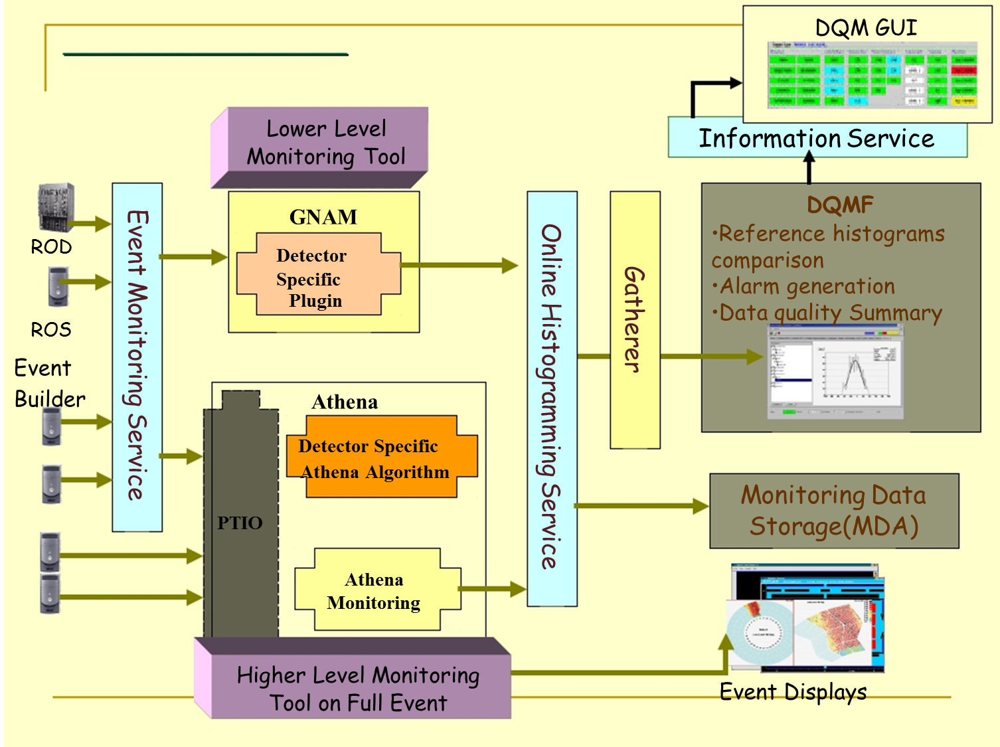 DQM GUI
Information Service
Lower Level
Monitoring Tool
ROD
ROS
Event
Builder
Event Monitoring Service
GNAM
Detector
Specific
Plugin
Athena
Detector Specific
Athena Algorithm
PTIO
Athena
Monitoring
Higher Level Monitoring
Tool on Full Event
Online Histogramming Service
Gatherer
DQMF
•Reference histograms
comparison
•Alarm generation
•Data quality Summary
Monitoring Data
Storage(MDA)
Event Displays